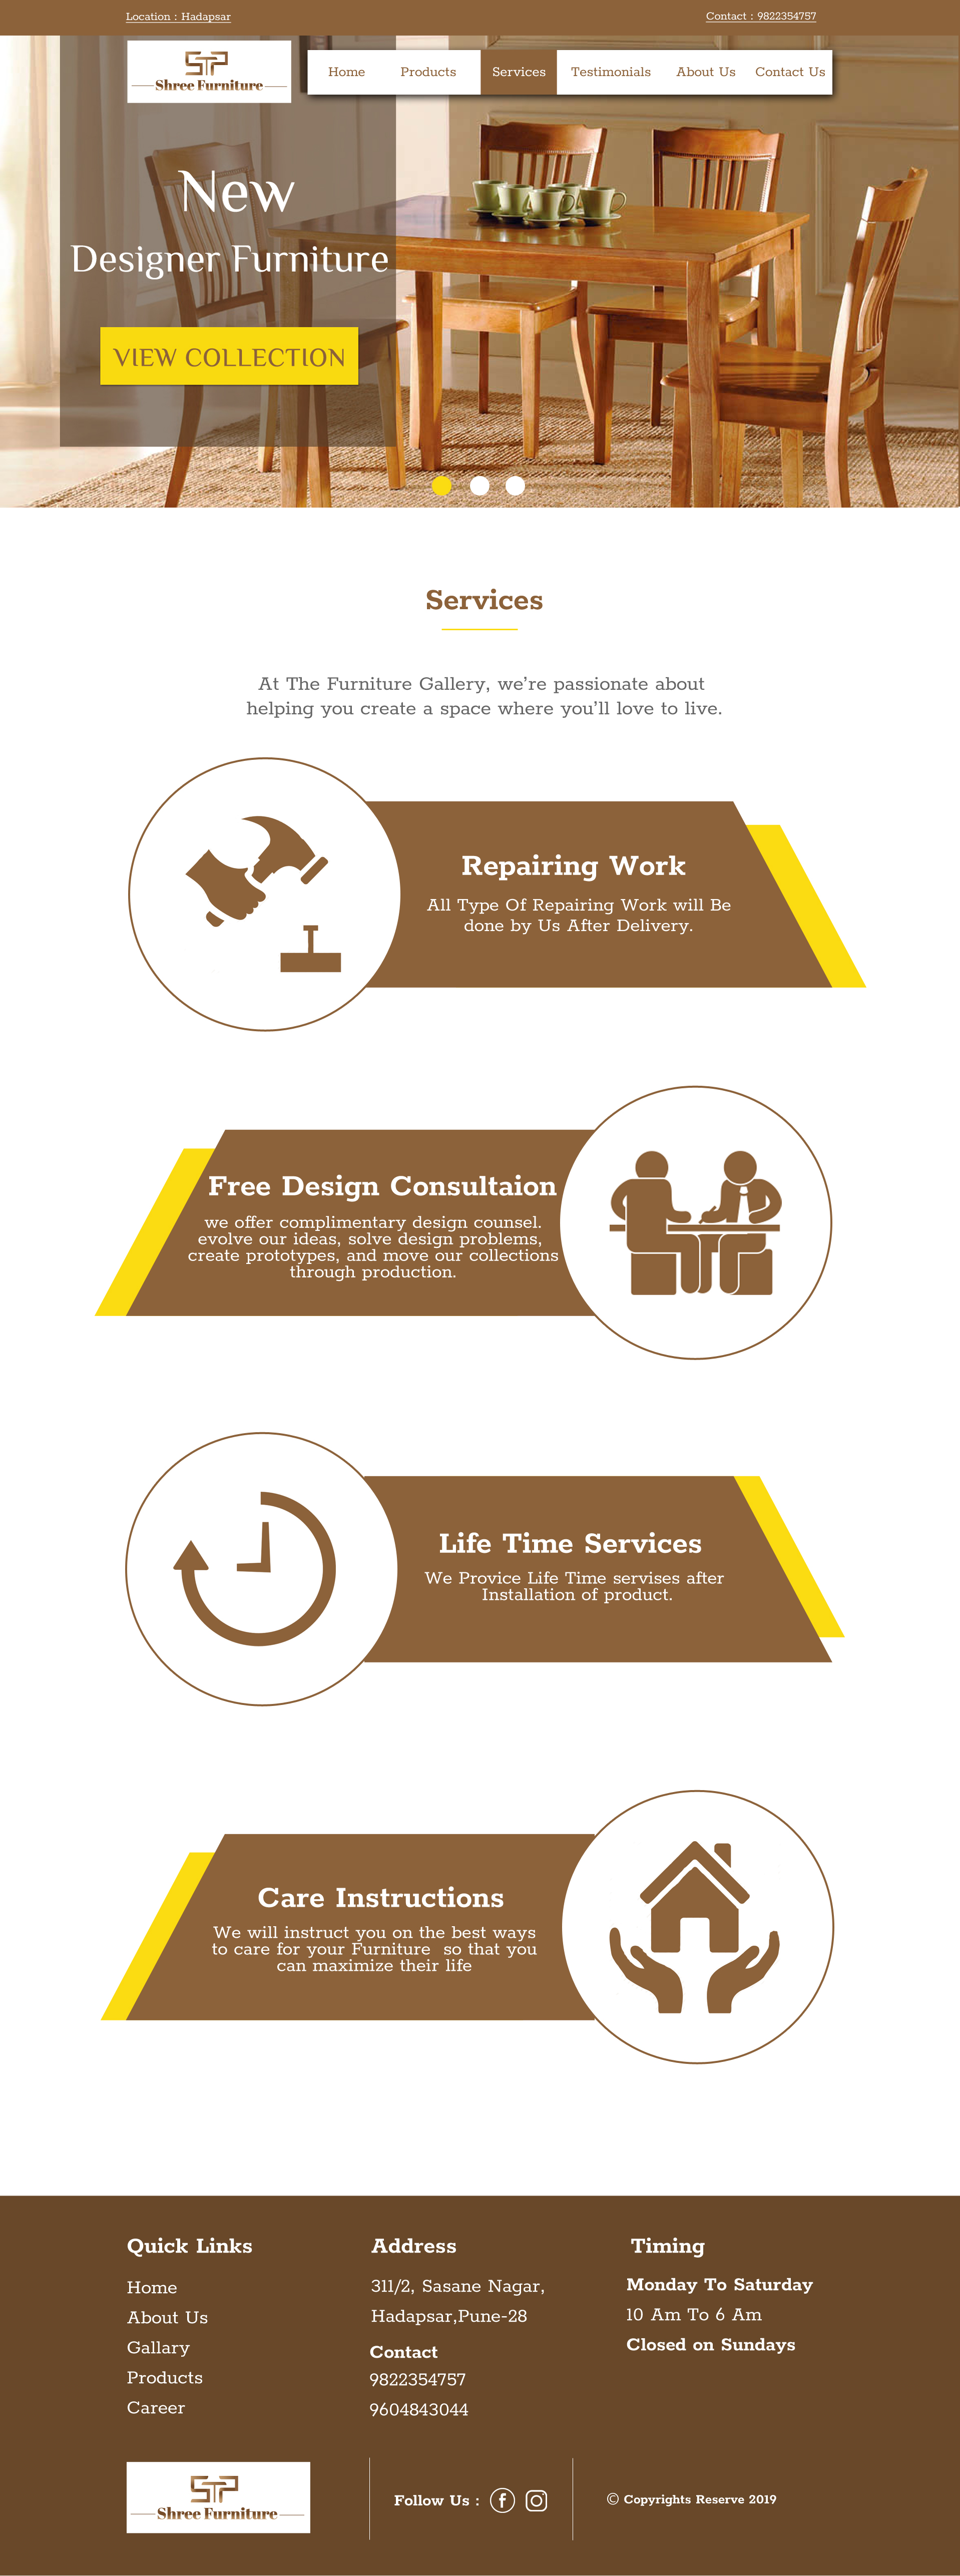 Location : Hadapsar
Contact : 9822354757
STP
Shree Furniture
Home Products Services Testimonials About Us Contact Us
New
Designer Furniture
VIEW COLLECTION
Services
At The Furniture Gallery, we’re passionate about
helping you create a space where you’ll love to live.
Repairing Work
All Type Of Repairing Work will Be
done by Us After Delivery.
Free Design Consultaion
we offer complimentary design counsel.
evolve our ideas, solve design problems,
create prototypes, and move our collections
through production.
Life Time Services
We Provice Life Time servises after
Installation of product.
Care Instructions
We will instruct you on the best ways
to care for your Furniture so that you
can maximize their life
Quick Links
Home
About Us
Gallary
Products
Career
Address
311/2, Sasane Nagar,
Hadapsar,Pune-28
Contact
9822354757
9604843044
Timing
Monday To Saturday
10 Am To 6 Am
Closed on Sundays
STP
Shree Furniture
Follow Us :
© Copyrights Reserve 2019